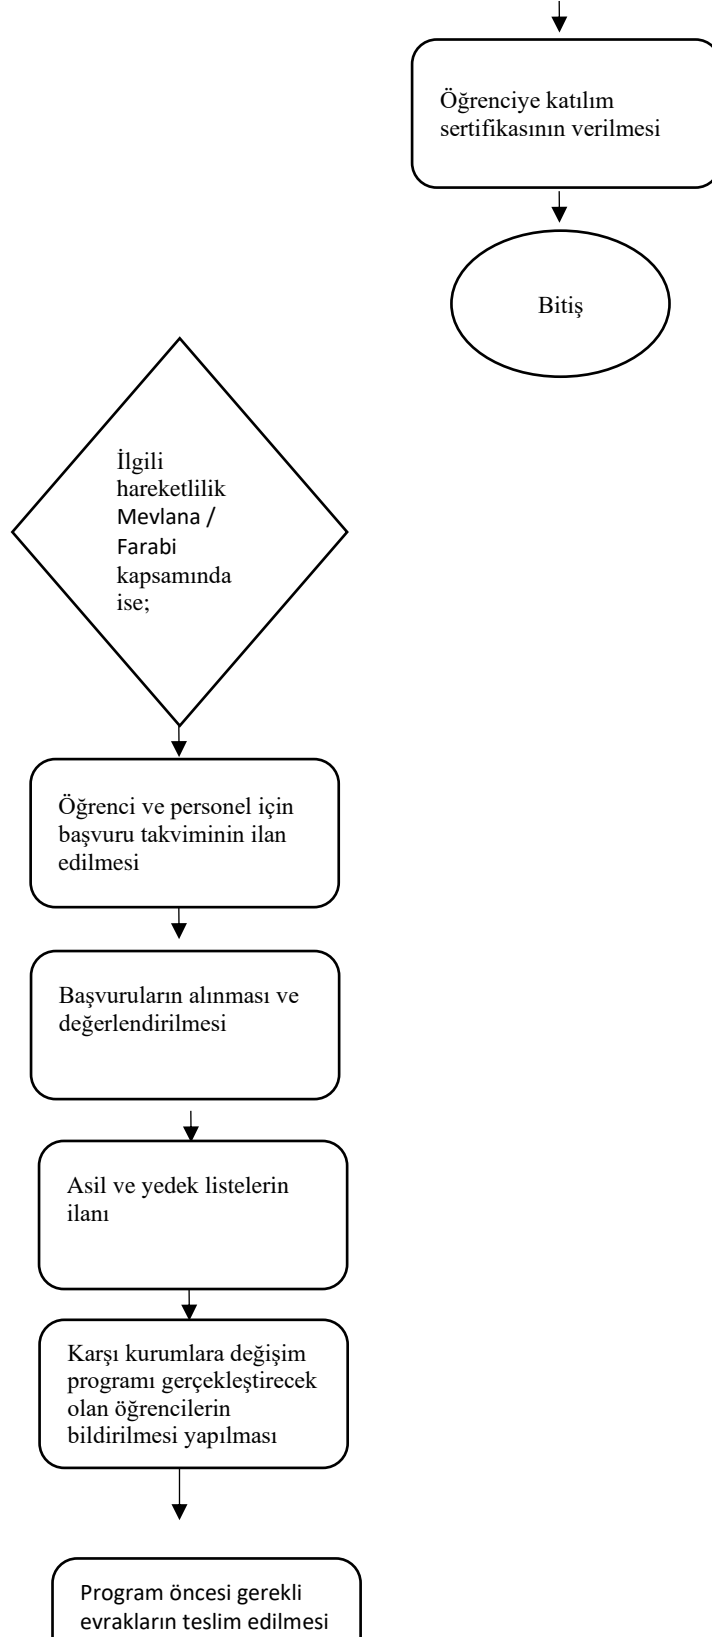 Öğrenciye katılım
sertifikasının verilmesi
Bitiş
İlgili
hareketlilik
Mevlana /
Farabi
kapsamında
ise;
Öğrenci ve personel için
başvuru takviminin ilan
edilmesi
Başvuruların alınması ve
değerlendirilmesi
Asil ve yedek listelerin
ilanı
Karşı kurumlara değişim
programı gerçekleştirecek
olan öğrencilerin
bildirilmesi yapılması
Program öncesi gerekli
evrakların teslim edilmesi